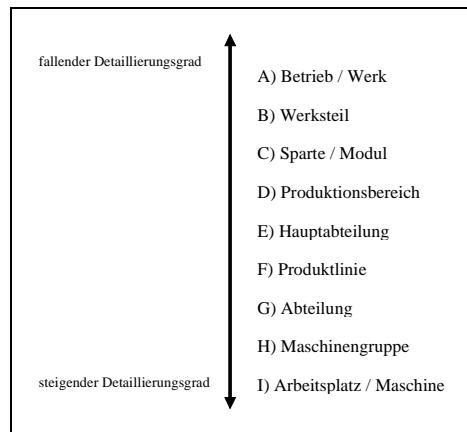 fallender Detaillierungsgrad
A) Betrieb / Werk
B) Werksteil
C) Sparte / Modul
D) Produktionsbereich
E) Hauptabteilung
F) Produktlinie
G) Abteilung
H) Maschinengruppe
steigender Detaillierungsgrad
I) Arbeitsplatz / Maschine